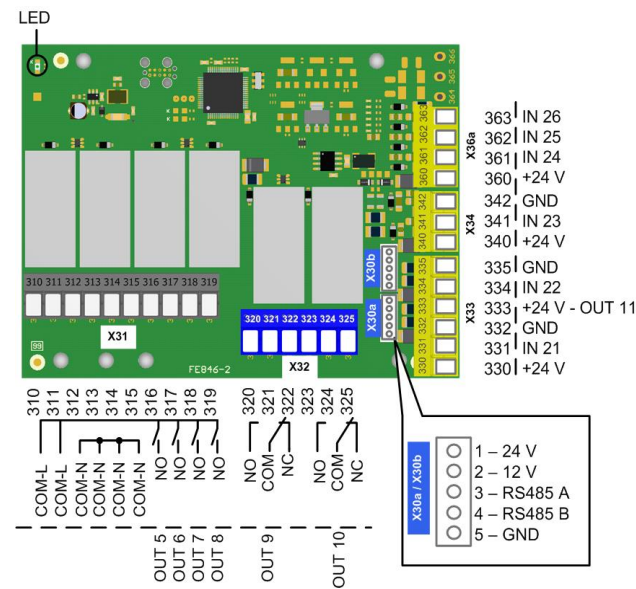 LED
366
365
364
363
362
361
360
X36a
363 IN 26
362 IN 25
361 IN 24
360 +24 V
342
341
340
X34
342 GND
341 IN 23
340 +24 V
335
334
333
332
331
330
X33
335 GND
334 IN 22
333 +24 V - OUT 11
332 GND
331 IN 21
330 +24 V
X30b
X30a
310 311 312 313 314 315 316 317 318 319
X31
320 321 322 323 324 325
X32
99
FE846-2
310 311 312 313 314 315 316 317 318 319 320 321 322 323 324 325
COM-L COM-L COM-N COM-N COM-N COM-N NO NO NO NO NO COM NC NO COM NC
OUT 5 OUT 6 OUT 7 OUT 8 OUT 9 OUT 10
X30a / X30b
1 – 24 V
2 – 12 V
3 – RS485 A
4 – RS485 B
5 – GND